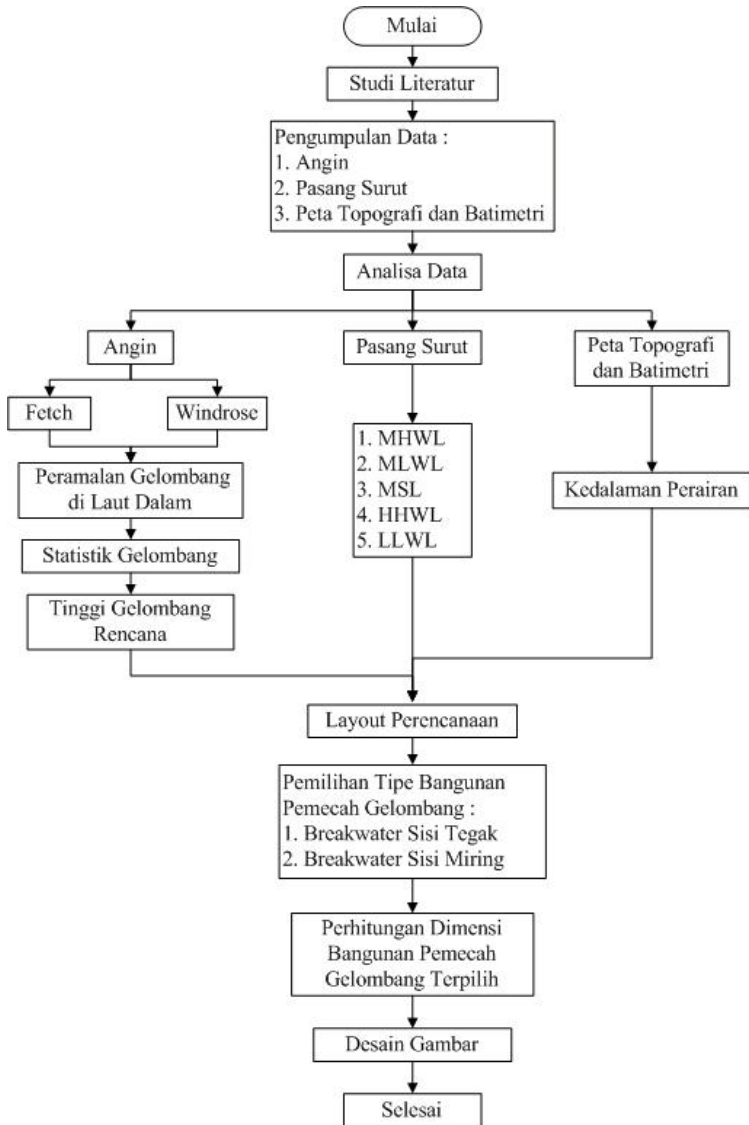 Mulai
Studi Literatur
Pengumpulan Data :
1. Angin
2. Pasang Surut
3. Peta Topografi dan Batimetri
Analisa Data
Angin
Pasang Surut
Peta Topografi
dan Batimetri
Fetch
Windrose
1. MHWL
2. MLWL
3. MSL
4. HHWL
5. LLWL
Peramalan Gelombang
di Laut Dalam
Kedalaman Perairan
Statistik Gelombang
Tinggi Gelombang
Rencana
Layout Perencanaan
Pemilihan Tipe Bangunan
Pemecah Gelombang :
1. Breakwater Sisi Tegak
2. Breakwater Sisi Miring
Perhitungan Dimensi
Bangunan Pemecah
Gelombang Terpilih
Desain Gambar
Selesai